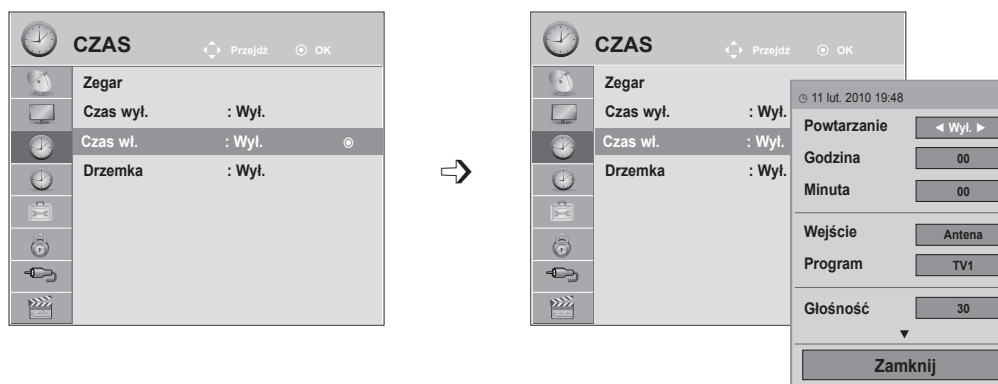 CZAS
Przejdź OK
Zegar
Czas wył. : Wył.
Czas wł. : Wył.
Drzemka : Wył.
CZAS
Przejdź OK
Zegar
Czas wył. : Wył.
Czas wł. : Wył.
Drzemka : Wył.
11 lut. 2010 19:48
Powtarzanie ◄ Wył. ►
Godzina 00
Minuta 00
Wejście Antena
Program TV1
Głośność 30
▼
Zamknij